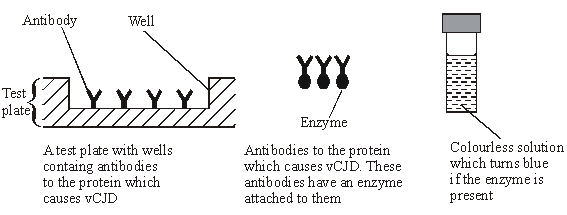 Antibody
Well
Test
plate
Enzyme
A test plate with wells
containg antibodies
to the protein which
causes vCJD
Antibodies to the protein
which causes vCJD. These
antibodies have an enzyme
attached to them
Colourless solution
which turns blue
if the enzyme is
present